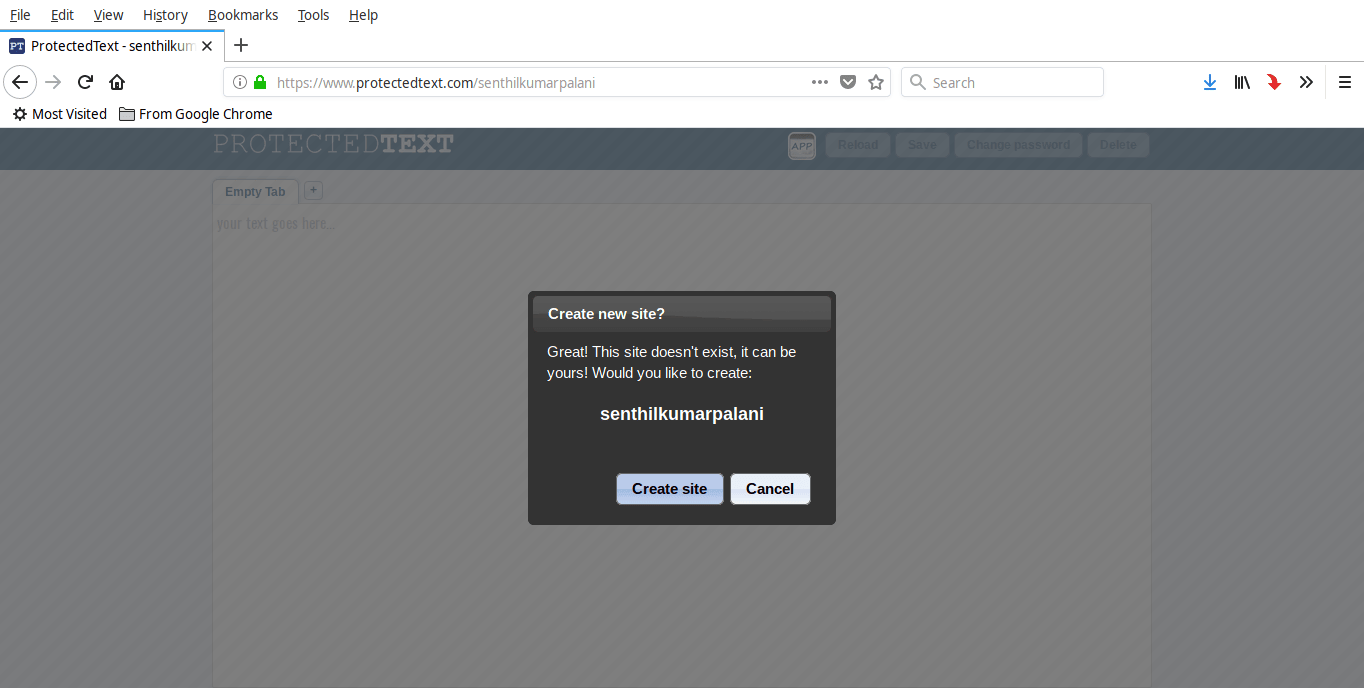 File Edit View History Bookmarks Tools Help
PT ProtectedText - senthilkum
https://www.protectedtext.com/senthilkumarpalani
Search
Most Visited From Google Chrome
PROTECTEDTEXT
APP Reload Save Change password Delete
Empty Tab +
your text goes here...
Create new site?
Great! This site doesn't exist, it can be
yours! Would you like to create:
senthilkumarpalani
Create site Cancel